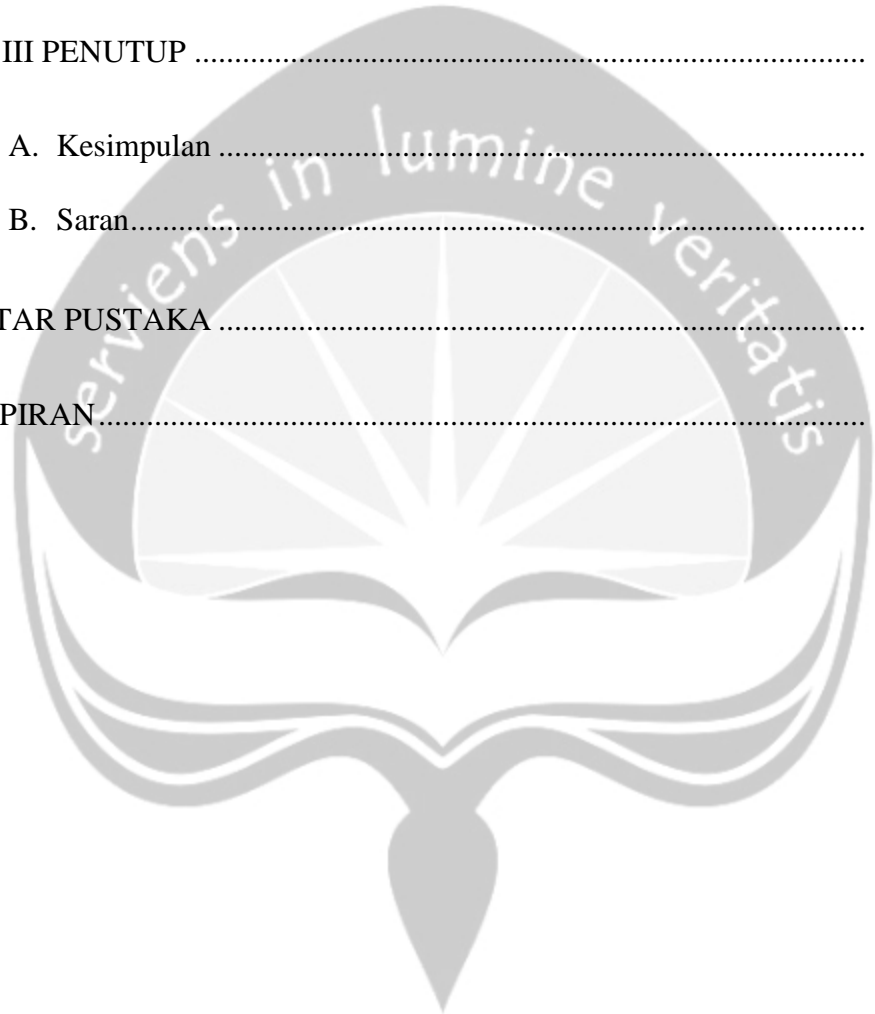 III PENUTUP ....................................................................................
A. Kesimpulan .................................................................................
B. Saran............................................................................................
TAR PUSTAKA .................................................................................
PIRAN................................................................................................
serviens in lumine veritatis